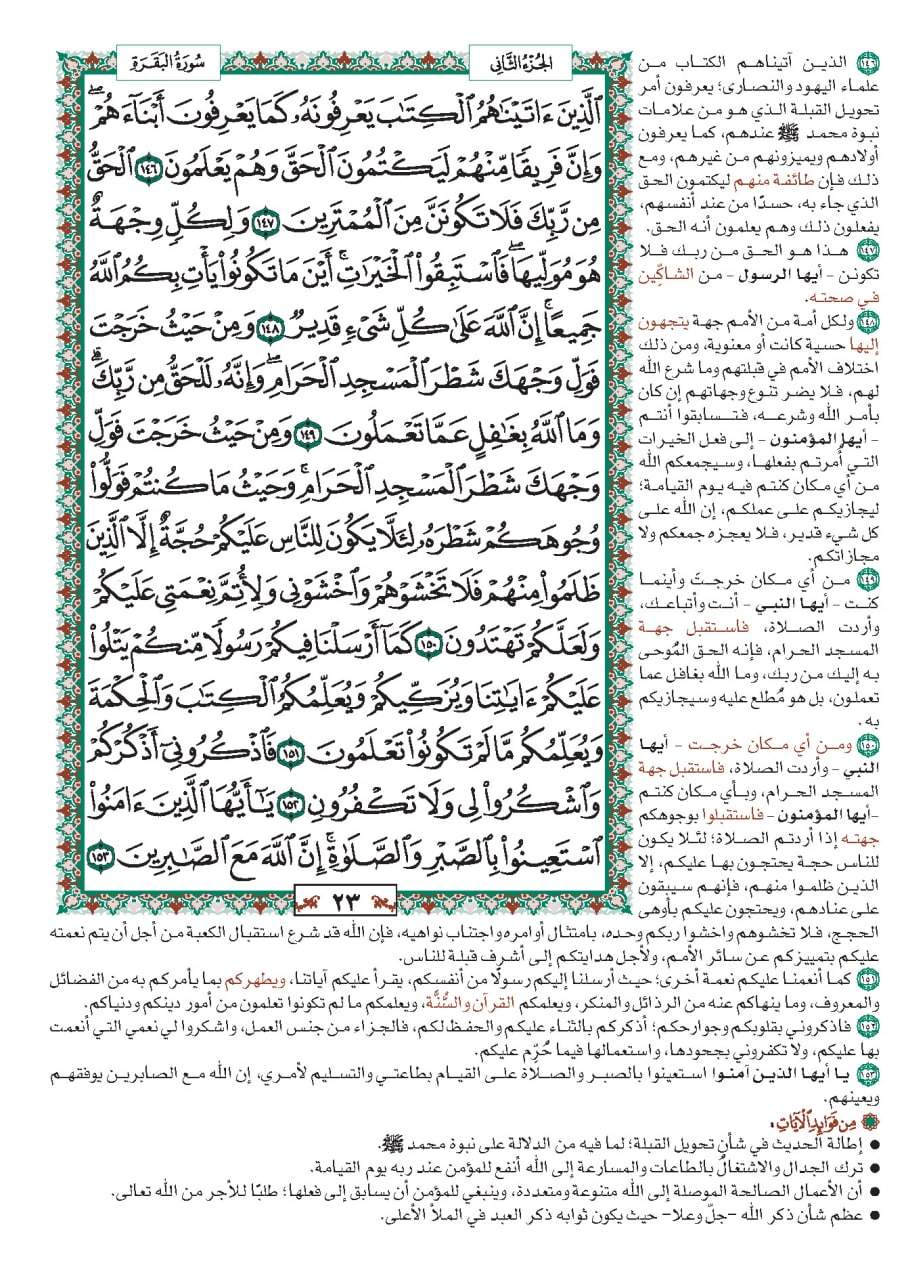 سُورَةُ البَقَرَةِ
الجُزْءُ الثَّانِي
ٱلَّذِينَ ءَاتَيْنَٰهُمُ ٱلْكِتَٰبَ يَعْرِفُونَهُۥ كَمَا يَعْرِفُونَ أَبْنَآءَهُمْۖ
وَإِنَّ فَرِيقًا مِّنْهُمْ لَيَكْتُمُونَ ٱلْحَقَّ وَهُمْ يَعْلَمُونَ ١٤٦ ٱلْحَقُّ
مِن رَّبِّكَ فَلَا تَكُونَنَّ مِنَ ٱلْمُمْتَرِينَ ١٤٧ وَلِكُلٍّ وِجْهَةٌ
هُوَ مُوَلِّيهَاۖ فَٱسْتَبِقُوا۟ ٱلْخَيْرَٰتِۚ أَيْنَ مَا تَكُونُوا۟ يَأْتِ بِكُمُ ٱللَّهُ
جَمِيعًاۚ إِنَّ ٱللَّهَ عَلَىٰ كُلِّ شَىْءٍ قَدِيرٌ ١٤٨ وَمِنْ حَيْثُ خَرَجْتَ
فَوَلِّ وَجْهَكَ شَطْرَ ٱلْمَسْجِدِ ٱلْحَرَامِۖ وَإِنَّهُۥ لَلْحَقُّ مِن رَّبِّكَۗ
وَمَا ٱللَّهُ بِغَٰفِلٍ عَمَّا تَعْمَلُونَ ١٤٩ وَمِنْ حَيْثُ خَرَجْتَ فَوَلِّ
وَجْهَكَ شَطْرَ ٱلْمَسْجِدِ ٱلْحَرَامِۚ وَحَيْثُ مَا كُنتُمْ فَوَلُّوا۟
وُجُوهَكُمْ شَطْرَهُۥ لِئَلَّا يَكُونَ لِلنَّاسِ عَلَيْكُمْ حُجَّةٌ إِلَّا ٱلَّذِينَ
ظَلَمُوا۟ مِنْهُمْ فَلَا تَخْشَوْهُمْ وَٱخْشَوْنِى وَلِأُتِمَّ نِعْمَتِى عَلَيْكُمْ
وَلَعَلَّكُمْ تَهْتَدُونَ ١٥٠ كَمَآ أَرْسَلْنَا فِيكُمْ رَسُولًا مِّنكُمْ يَتْلُوا۟
عَلَيْكُمْ ءَايَٰتِنَا وَيُزَكِّيكُمْ وَيُعَلِّمُكُمُ ٱلْكِتَٰبَ وَٱلْحِكْمَةَ
وَيُعَلِّمُكُم مَّا لَمْ تَكُونُوا۟ تَعْلَمُونَ ١٥١ فَٱذْكُرُونِىٓ أَذْكُرْكُمْ
وَٱشْكُرُوا۟ لِى وَلَا تَكْفُرُونِ ١٥٢ يَٰٓأَيُّهَا ٱلَّذِينَ ءَامَنُوا۟
ٱسْتَعِينُوا۟ بِٱلصَّبْرِ وَٱلصَّلَوٰةِۚ إِنَّ ٱللَّهَ مَعَ ٱلصَّٰبِرِينَ ١٥٣
٢٣
١٤٦ الذين آتيناهم الكتاب من
علماء اليهود والنصارى؛ يعرفون أمر
تحويل القبلة الذي هو من علامات
نبوة محمد ﷺ عندهم، كما يعرفون
أولادهم ويميزونهم من غيرهم، ومع
ذلك فإن طائفة منهم ليكتمون الحق
الذي جاء به، حسدًا من عند أنفسهم،
يفعلون ذلك وهم يعلمون أنه الحق.
١٤٧ هذا هو الحق من ربك فلا
تكونن - أيها الرسول - من الشاكِّين
في صحته.
١٤٨ ولكل أمة من الأمم جهة يتجهون
إليها حسية كانت أو معنوية، ومن ذلك
اختلاف الأمم في قبلتهم وما شرع الله
لهم، فلا يضر تنوع وجهاتهم إن كان
بأمر الله وشرعه، فتسابقوا أنتم
- أيها المؤمنون - إلى فعل الخيرات
التي أُمرتم بفعلها، وسيجمعكم الله
من أي مكان كنتم فيه يوم القيامة؛
ليجازيكم على عملكم، إن الله على
كل شيء قدير، فلا يعجزه جمعكم ولا
مجازاتكم.
١٤٩ من أي مكان خرجتَ وأينما
كنت - أيها النبي - أنت وأتباعك،
وأردت الصلاة، فاستقبل جهة
المسجد الحرام، فإنه الحق المُوحى
به إليك من ربك، وما الله بغافل عما
تعملون، بل هو مُطلع عليه وسيجازيكم
به.
١٥٠ ومن أي مكان خرجت - أيها
النبي - وأردت الصلاة، فاستقبل جهة
المسجد الحرام، وبأي مكان كنتم
-أيها المؤمنون - فاستقبلوا بوجوهكم
جهته إذا أردتم الصلاة؛ لئلا يكون
للناس حجة يحتجون بها عليكم، إلا
الذين ظلموا منهم، فإنهم سيبقون
على عنادهم، ويحتجون عليكم بأوهى
الحجج، فلا تخشوهم واخشوا ربكم وحده، بامتثال أوامره واجتناب نواهيه، فإن الله قد شرع استقبال الكعبة من أجل أن يتم نعمته
عليكم بتمييزكم عن سائر الأمم، ولأجل هدايتكم إلى أشرف قبلة للناس.
١٥١ كما أنعمنا عليكم نعمة أخرى؛ حيث أرسلنا إليكم رسولًا من أنفسكم، يقرأ عليكم آياتنا، ويطهركم بما يأمركم به من الفضائل
والمعروف، وما ينهاكم عنه من الرذائل والمنكر، ويعلمكم القرآن والسُّنَّة، ويعلمكم ما لم تكونوا تعلمون من أمور دينكم ودنياكم.
١٥٢ فاذكروني بقلوبكم وجوارحكم؛ أذكركم بالثناء عليكم والحفظ لكم، فالجزاء من جنس العمل، واشكروا لي نعمي التي أنعمت
بها عليكم، ولا تكفروني بجحودها، واستعمالها فيما حُرِّم عليكم.
١٥٣ يا أيها الذين آمنوا استعينوا بالصبر والصلاة على القيام بطاعتي والتسليم لأمري، إن الله مع الصابرين يوفقهم
ويعينهم.
مِن فَوَائِدِ الآيَاتِ:
● إطالة الحديث في شأن تحويل القبلة؛ لما فيه من الدلالة على نبوة محمد ﷺ.
● ترك الجدال والاشتغالُ بالطاعات والمسارعة إلى الله أنفع للمؤمن عند ربه يوم القيامة.
● أن الأعمال الصالحة الموصلة إلى الله متنوعة ومتعددة، وينبغي للمؤمن أن يسابق إلى فعلها؛ طلبًا للأجر من الله تعالى.
● عظم شأن ذكر الله -جلّ وعلا- حيث يكون ثوابه ذكر العبد في الملأ الأعلى.